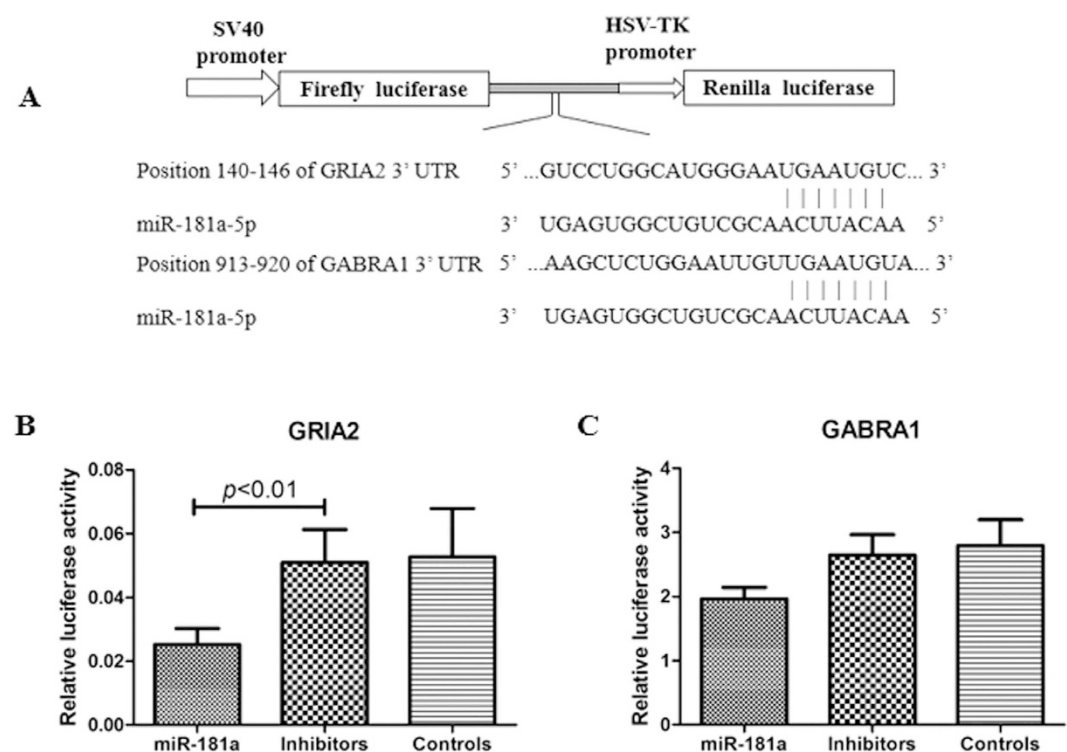 SV40
promoter
HSV-TK
promoter
A
Firefly luciferase
Renilla luciferase
Position 140-146 of GRIA2 3’ UTR 5’ ...GUCCUGGCAUGGGAAUGAAUGUC... 3’
miR-181a-5p 3’ UGAGUGGCUGUCGCAACUUACAA 5’
Position 913-920 of GABRA1 3’ UTR 5’ ...AAGCUCUGGAAUUGUUGAAUGUA... 3’
miR-181a-5p 3’ UGAGUGGCUGUCGCAACUUACAA 5’
B
GRIA2
Relative luciferase activity
0.08
0.06
0.04
0.02
0.00
p<0.01
miR-181a Inhibitors Controls
C
GABRA1
Relative luciferase activity
4
3
2
1
0
miR-181a Inhibitors Controls